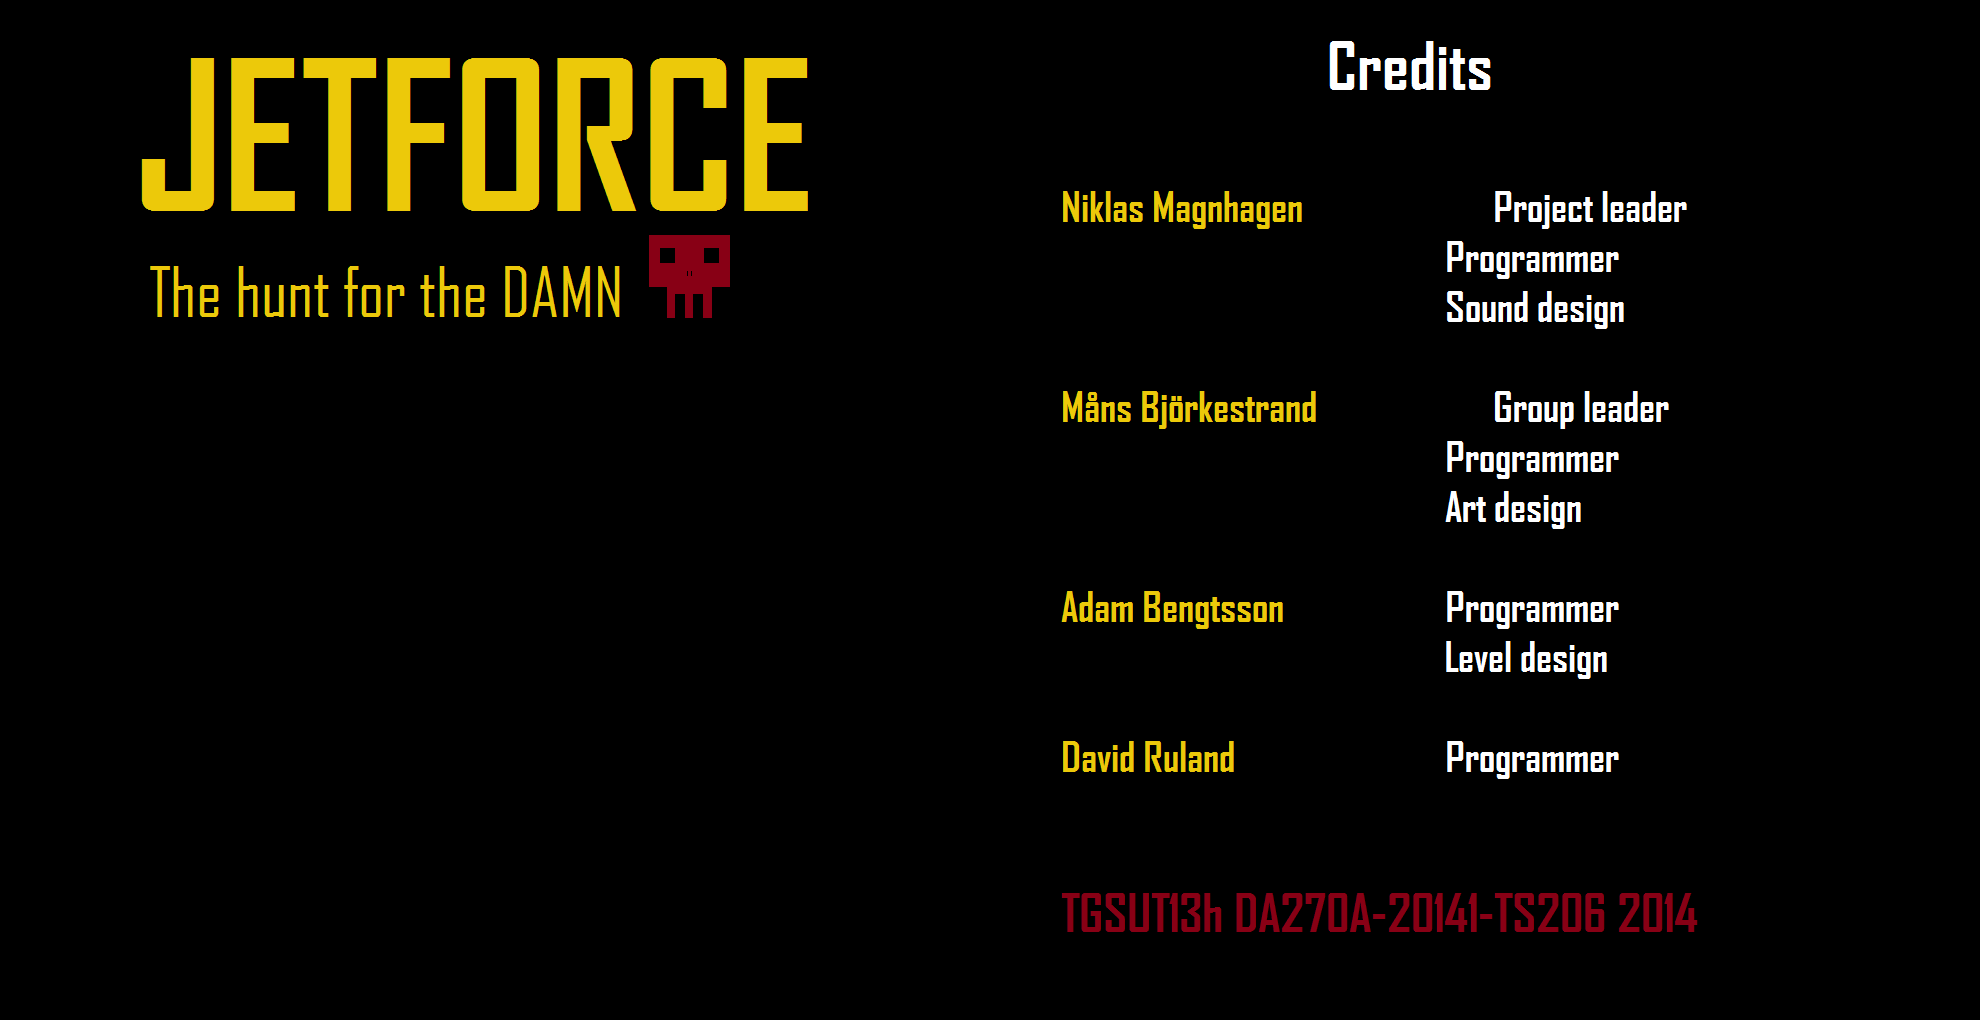 JETFORCE
The hunt for the DAMN
Credits
Niklas Magnhagen Project leader
Programmer
Sound design
Måns Björkestrand Group leader
Programmer
Art design
Adam Bengtsson Programmer
Level design
David Ruland Programmer
TGSUT13h DA270A-20141-TS206 2014